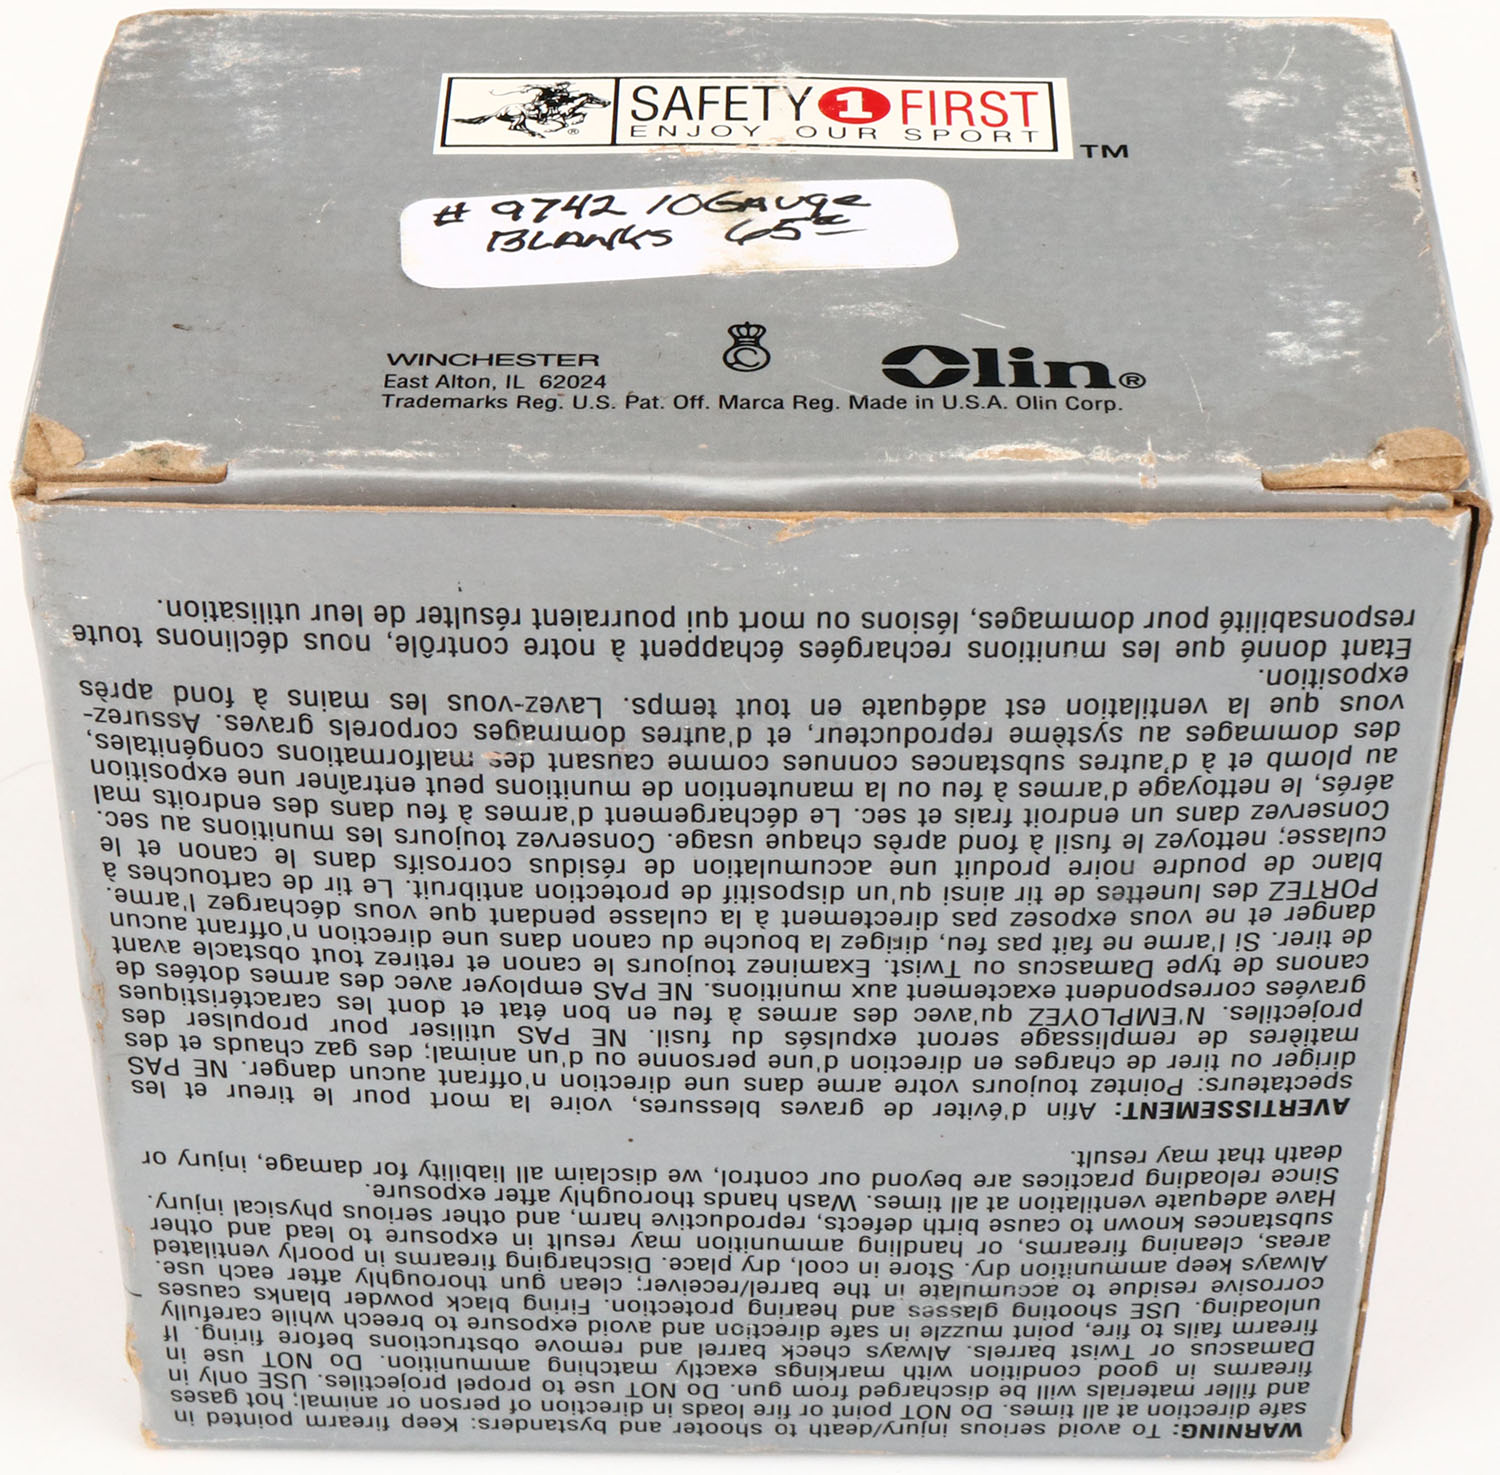 SAFETY 1 FIRST
ENJOY OUR SPORT
TM
# 9742 10 Gauge
Blanks 65
WINCHESTER
East Alton, IL 62024
Trademarks Reg. U.S. Pat. Off. Marca Reg. Made in U.S.A. Olin Corp.
Olin®
WARNING: To avoid serious injury/death to shooter and bystanders: Keep firearm pointed in
safe direction at all times. Do NOT point or fire loads in direction of person or animal; hot gases
and filler materials will be discharged from gun. Do NOT use to propel projectiles. USE only in
firearms in good condition with markings exactly matching ammunition. Do NOT use in
Damascus or Twist barrels. Always check barrel and remove obstructions before firing. If
firearm fails to fire, point muzzle in safe direction and avoid exposure to breech while carefully
unloading. USE shooting glasses and hearing protection. Firing black powder blanks causes
corrosive residue to accumulate in the barrel/receiver; clean gun thoroughly after each use.
Always keep ammunition dry. Store in cool, dry place. Discharging firearms in poorly ventilated
areas, cleaning firearms, or handling ammunition may result in exposure to lead and other
substances known to cause birth defects, reproductive harm, and other serious physical injury.
Have adequate ventilation at all times. Wash hands thoroughly after exposure.
Since reloading practices are beyond our control, we disclaim all liability for damage, injury or
death that may result.
AVERTISSEMENT: Afin d'éviter de graves blessures, voire la mort pour le tireur et les
spectateurs: Pointez toujours votre arme dans une direction n'offrant aucun danger. NE PAS
diriger ou tirer de charges en direction d'une personne ou d'un animal; des gaz chauds et des
matières de remplissage seront expulsés du fusil. NE PAS utiliser pour propulser des
projectiles. N'EMPLOYEZ qu'avec des armes à feu en bon état et dont les caractéristiques
gravées correspondent exactement aux munitions. NE PAS employer avec des armes dotées de
canons de type Damascus ou Twist. Examinez toujours le canon et retirez tout obstacle avant
de tirer. Si l'arme ne fait pas feu, dirigez la bouche du canon dans une direction n'offrant aucun
danger et ne vous exposez pas directement à la culasse pendant que vous déchargez l'arme.
PORTEZ des lunettes de tir ainsi qu'un dispositif de protection antibruit. Le tir de cartouches à
blanc de poudre noire produit une accumulation de résidus corrosifs dans le canon et le
culasse; nettoyez le fusil à fond après chaque usage. Conservez toujours les munitions au sec.
Conservez dans un endroit frais et sec. Le déchargement d'armes à feu dans des endroits mal
aérés, le nettoyage d'armes à feu ou la manutention de munitions peut entraîner une exposition
au plomb et à d'autres substances connues comme causant des malformations congénitales,
des dommages au système reproducteur, et d'autres dommages corporels graves. Assurez-
vous que la ventilation est adéquate en tout temps. Lavez-vous les mains à fond après
exposition.
Etant donné que les munitions rechargées échappent à notre contrôle, nous déclinons toute
responsabilité pour dommages, lésions ou mort qui pourraient résulter de leur utilisation.